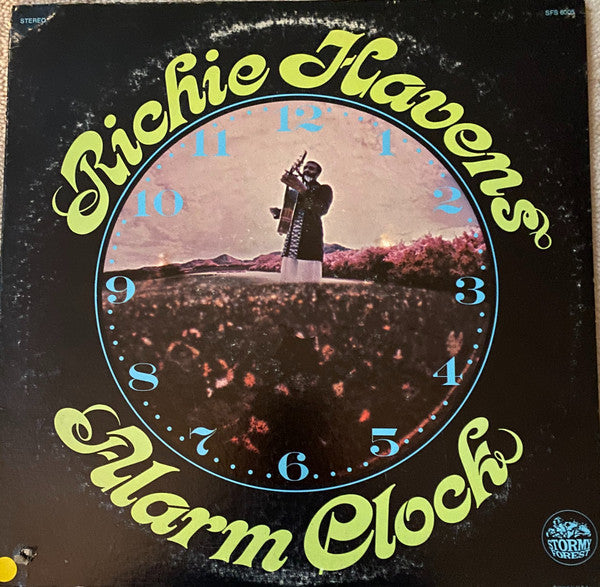 STEREO
SFS 6005
Richie Havens
12
1
2
3
4
5
6
7
8
9
10
11
Alarm Clock
STORMY
FOREST